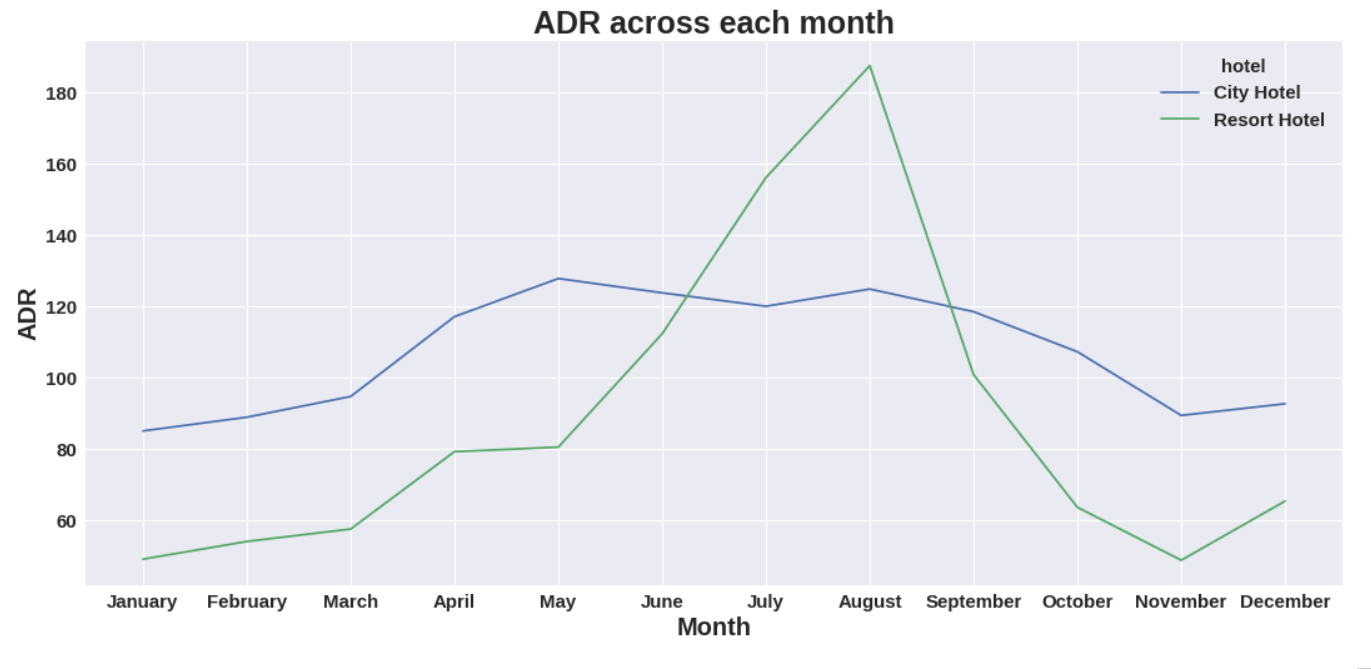 ADR across each month
hotel
City Hotel
Resort Hotel
180
160
140
120
100
80
60
ADR
January February March April May June July August September October November December
Month